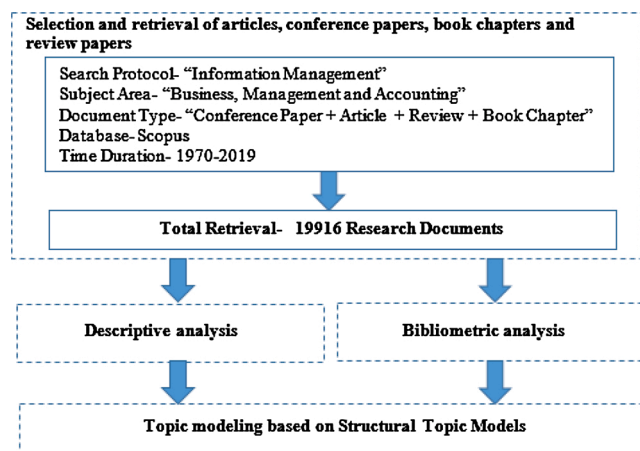 Selection and retrieval of articles, conference papers, book chapters and
review papers
Search Protocol- “Information Management”
Subject Area- “Business, Management and Accounting”
Document Type- “Conference Paper + Article + Review + Book Chapter”
Database- Scopus
Time Duration- 1970-2019
Total Retrieval- 19916 Research Documents
Descriptive analysis
Bibliometric analysis
Topic modeling based on Structural Topic Models